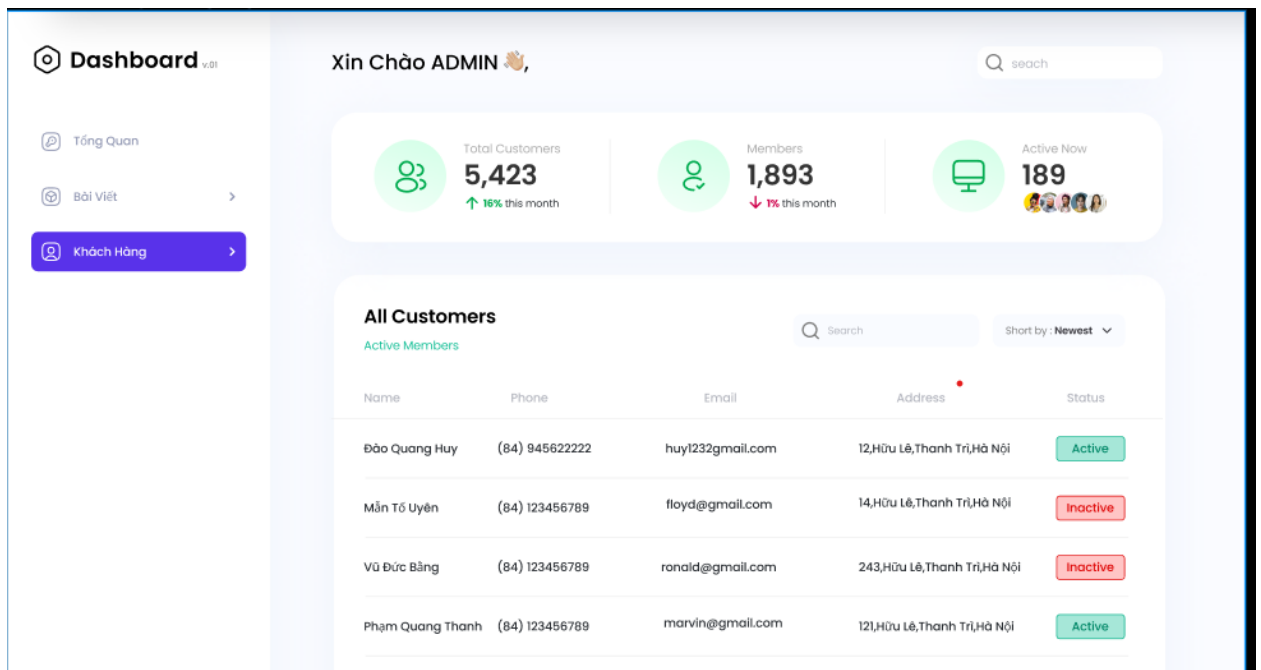 Dashboard v.01
Tổng Quan
Bài Viết
Khách Hàng
Xin Chào ADMIN 👋🏼,
seach
Total Customers
5,423
16% this month
Members
1,893
1% this month
Active Now
189
All Customers
Active Members
Search
Short by : Newest
Name Phone Email Address Status
Đào Quang Huy (84) 945622222 huy1232gmail.com 12,Hữu Lê,Thanh Trì,Hà Nội Active
Mẫn Tố Uyên (84) 123456789 floyd@gmail.com 14,Hữu Lê,Thanh Trì,Hà Nội Inactive
Vũ Đức Bằng (84) 123456789 ronald@gmail.com 243,Hữu Lê,Thanh Trì,Hà Nội Inactive
Phạm Quang Thanh (84) 123456789 marvin@gmail.com 121,Hữu Lê,Thanh Trì,Hà Nội Active